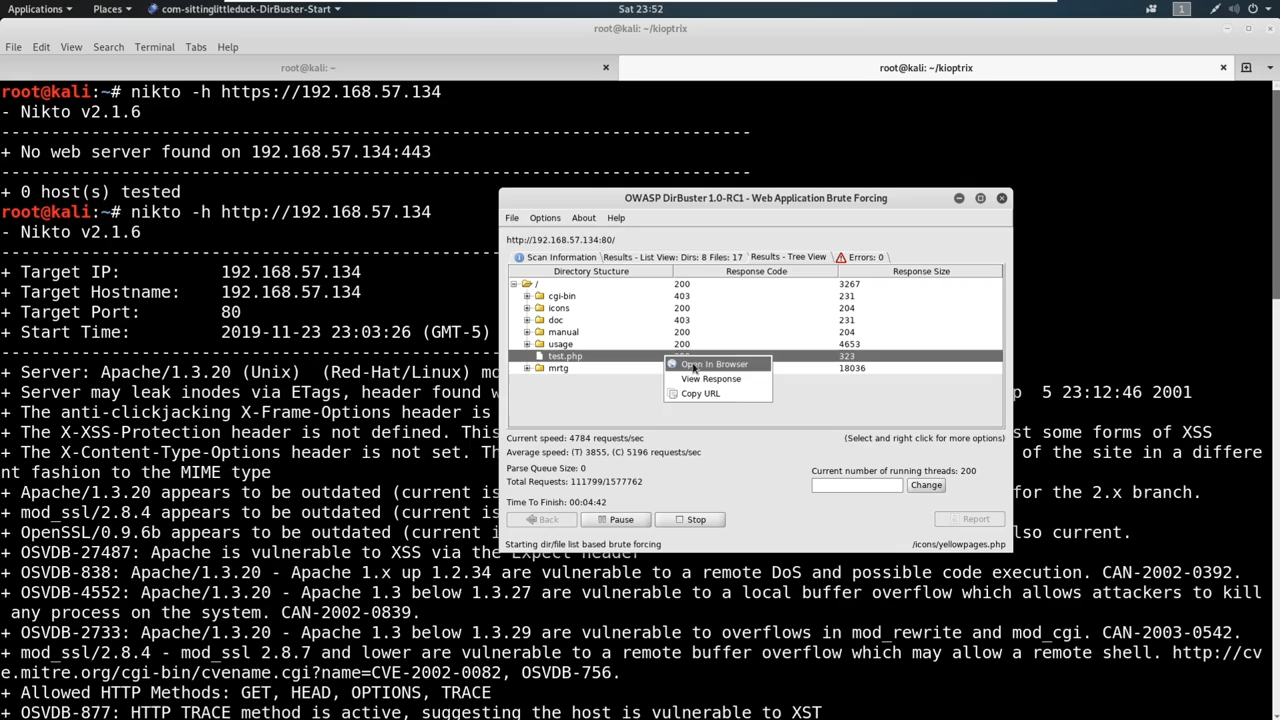 Applications ▾ Places ▾ com-sittinglittleduck-DirBuster-Start ▾ Sat 23:52 1
root@kali: ~/kioptrix
File Edit View Search Terminal Tabs Help
root@kali: ~ root@kali: ~/kioptrix
root@kali:~# nikto -h https://192.168.57.134
- Nikto v2.1.6
---------------------------------------------------------------------------
+ No web server found on 192.168.57.134:443
---------------------------------------------------------------------------
+ 0 host(s) tested
root@kali:~# nikto -h http://192.168.57.134
- Nikto v2.1.6
---------------------------------------------------------------------------
+ Target IP: 192.168.57.134
+ Target Hostname: 192.168.57.134
+ Target Port: 80
+ Start Time: 2019-11-23 23:03:26 (GMT-5)
---------------------------------------------------------------------------
+ Server: Apache/1.3.20 (Unix) (Red-Hat/Linux) m
+ Server may leak inodes via ETags, header found w 5 23:12:46 2001
+ The anti-clickjacking X-Frame-Options header is
+ The X-XSS-Protection header is not defined. This st some forms of XSS
+ The X-Content-Type-Options header is not set. Th of the site in a differe
nt fashion to the MIME type
+ Apache/1.3.20 appears to be outdated (current is for the 2.x branch.
+ mod_ssl/2.8.4 appears to be outdated (current is
+ OpenSSL/0.9.6b appears to be outdated (current i lso current.
+ OSVDB-27487: Apache is vulnerable to XSS via the Expect header
+ OSVDB-838: Apache/1.3.20 - Apache 1.x up 1.2.34 are vulnerable to a remote DoS and possible code execution. CAN-2002-0392.
+ OSVDB-4552: Apache/1.3.20 - Apache 1.3 below 1.3.27 are vulnerable to a local buffer overflow which allows attackers to kill
any process on the system. CAN-2002-0839.
+ OSVDB-2733: Apache/1.3.20 - Apache 1.3 below 1.3.29 are vulnerable to overflows in mod_rewrite and mod_cgi. CAN-2003-0542.
+ mod_ssl/2.8.4 - mod_ssl 2.8.7 and lower are vulnerable to a remote buffer overflow which may allow a remote shell. http://cv
e.mitre.org/cgi-bin/cvename.cgi?name=CVE-2002-0082, OSVDB-756.
+ Allowed HTTP Methods: GET, HEAD, OPTIONS, TRACE
+ OSVDB-877: HTTP TRACE method is active, suggesting the host is vulnerable to XST
OWASP DirBuster 1.0-RC1 - Web Application Brute Forcing
File Options About Help
http://192.168.57.134:80/
Scan Information Results - List View: Dirs: 8 Files: 17 Results - Tree View Errors: 0
Directory Stucture Response Code Response Size
/ 200 3267
cgi-bin 403 231
icons 200 204
doc 403 231
manual 200 204
usage 200 4653
test.php 323
mrtg 18036
Open In Browser
View Response
Copy URL
Current speed: 4784 requests/sec (Select and right click for more options)
Average speed: (T) 3855, (C) 5196 requests/sec
Parse Queue Size: 0 Current number of running threads: 200
Total Requests: 111799/1577762 Change
Time To Finish: 00:04:42
Back Pause Stop Report
Starting dir/file list based brute forcing /icons/yellowpages.php